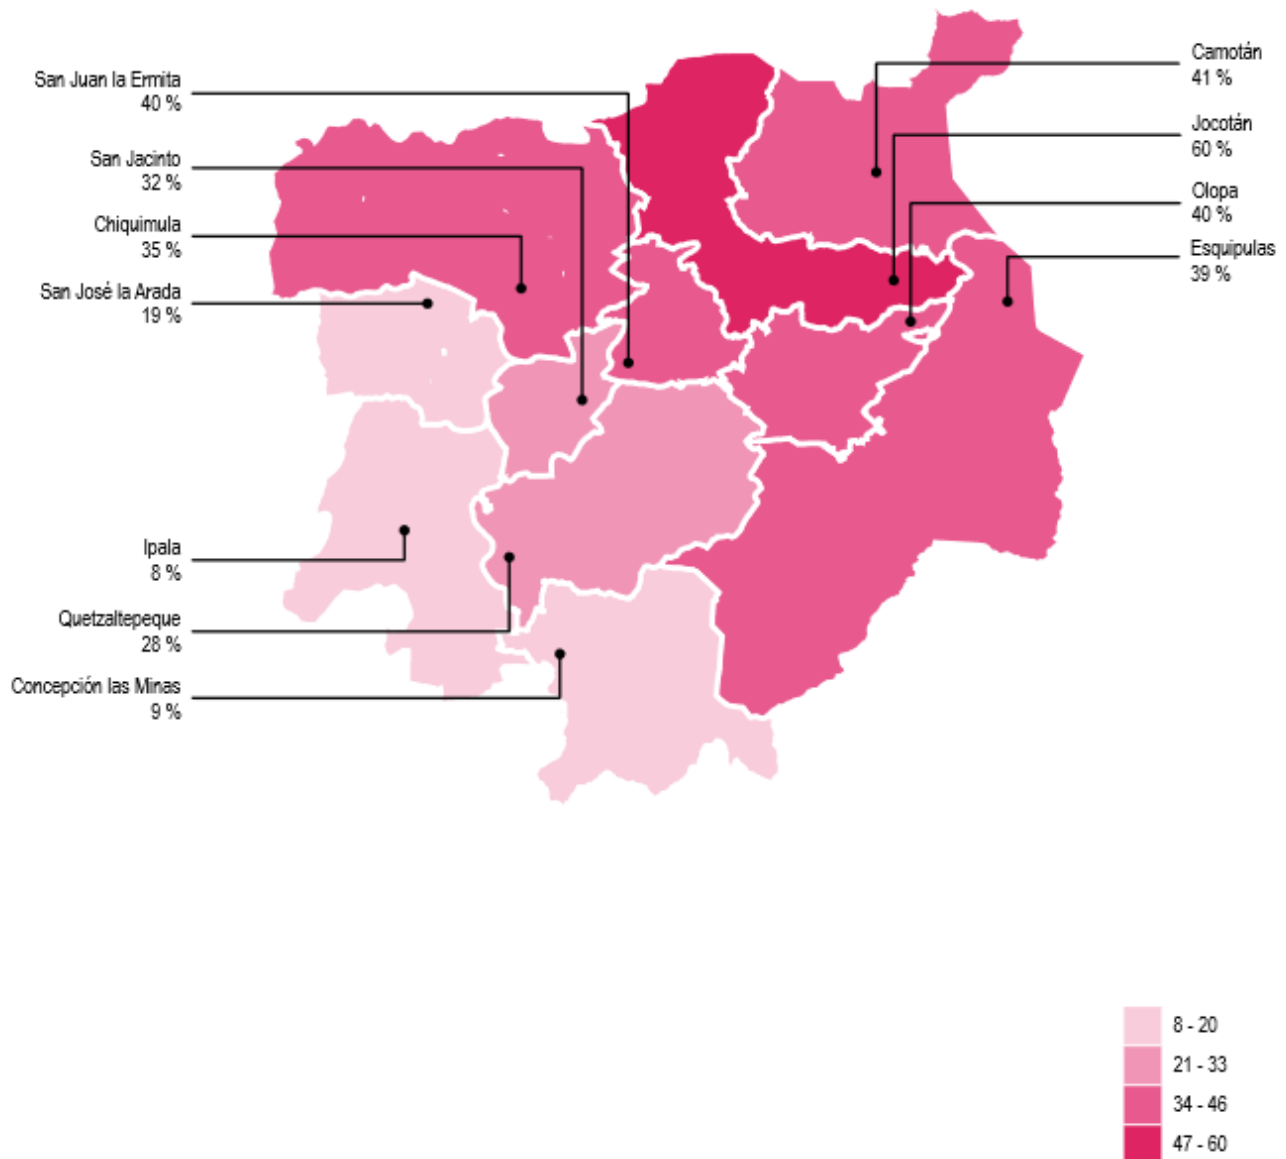 San Juan la Ermita
40 %
San Jacinto
32 %
Chiquimula
35 %
San José la Arada
19 %
Ipala
8 %
Quetzaltepeque
28 %
Concepción las Minas
9 %
Camotán
41 %
Jocotán
60 %
Olopa
40 %
Esquipulas
39 %
8 - 20
21 - 33
34 - 46
47 - 60